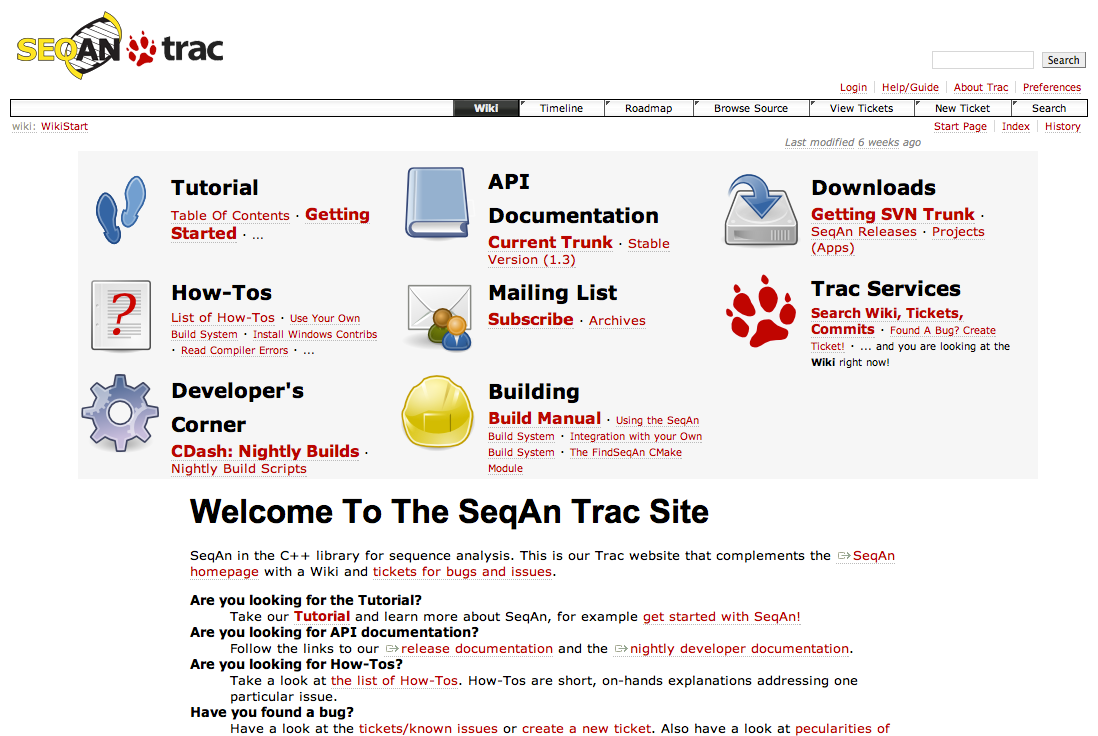 SEQAN trac
Search
Login Help/Guide About Trac Preferences
Wiki Timeline Roadmap Browse Source View Tickets New Ticket Search
wiki: WikiStart
Start Page Index History
Last modified 6 weeks ago
Tutorial
Table Of Contents · Getting
Started · ...
API
Documentation
Current Trunk · Stable
Version (1.3)
Downloads
Getting SVN Trunk ·
SeqAn Releases · Projects
(Apps)
How-Tos
List of How-Tos · Use Your Own
Build System · Install Windows Contribs
· Read Compiler Errors · ...
Mailing List
Subscribe · Archives
Trac Services
Search Wiki, Tickets,
Commits · Found A Bug? Create
Ticket! · ... and you are looking at the
Wiki right now!
Developer's
Corner
CDash: Nightly Builds ·
Nightly Build Scripts
Building
Build Manual · Using the SeqAn
Build System · Integration with your Own
Build System · The FindSeqAn CMake
Module
Welcome To The SeqAn Trac Site
SeqAn in the C++ library for sequence analysis. This is our Trac website that complements the SeqAn
homepage with a Wiki and tickets for bugs and issues.
Are you looking for the Tutorial?
Take our Tutorial and learn more about SeqAn, for example get started with SeqAn!
Are you looking for API documentation?
Follow the links to our release documentation and the nightly developer documentation.
Are you looking for How-Tos?
Take a look at the list of How-Tos. How-Tos are short, on-hands explanations addressing one
particular issue.
Have you found a bug?
Have a look at the tickets/known issues or create a new ticket. Also have a look at pecularities of